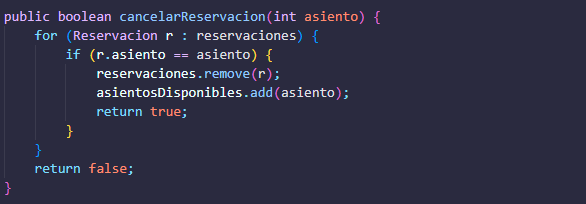 public boolean cancelarReservacion(int asiento) {
    for (Reservacion r : reservaciones) {
        if (r.asiento == asiento) {
            reservaciones.remove(r);
            asientosDisponibles.add(asiento);
            return true;
        }
    }
    return false;
}